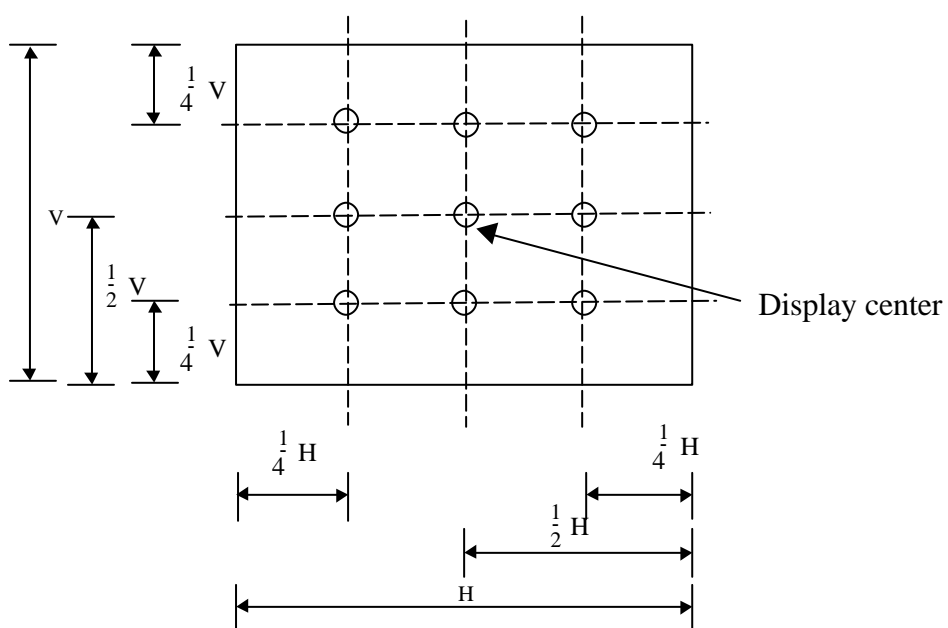 1/4 V
V
1/2 V
1/4 V
Display center
1/4 H
1/4 H
1/2 H
H